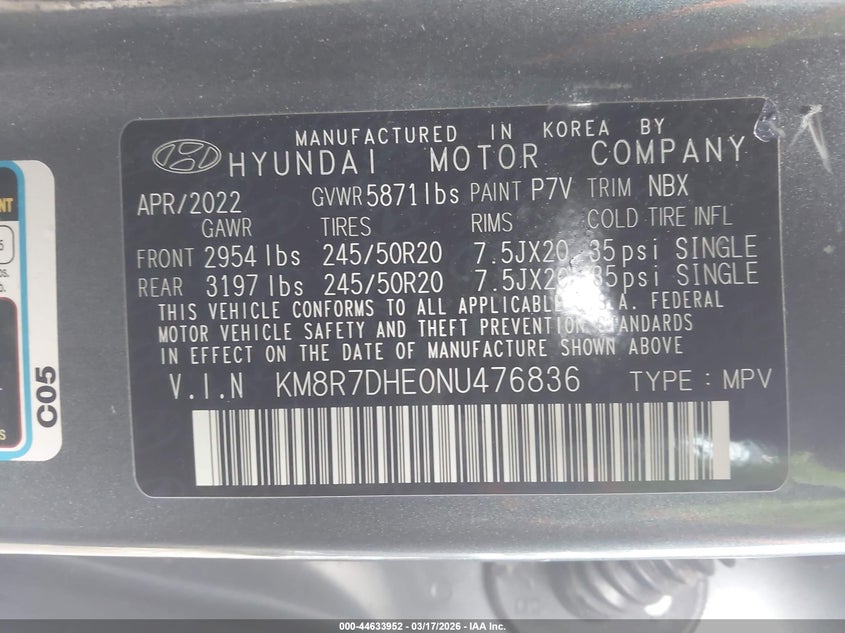 MANUFACTURED IN KOREA BY
HYUNDAI MOTOR COMPANY
APR/2022 GVWR 5871lbs PAINT P7V TRIM NBX
GAWR TIRES RIMS COLD TIRE INFL
FRONT 2954 lbs 245/50R20 7.5JX20, 35psi SINGLE
REAR 3197 lbs 245/50R20 7.5JX20, 35psi SINGLE
THIS VEHICLE CONFORMS TO ALL APPLICABLE FEDERAL
MOTOR VEHICLE SAFETY AND THEFT PREVENTION STANDARDS
IN EFFECT ON THE DATE OF MANUFACTURE SHOWN ABOVE
V.I.N KM8R7DHE0NU476836 TYPE : MPV
C05
000-44633952 - 03/17/2026 - IAA Inc.